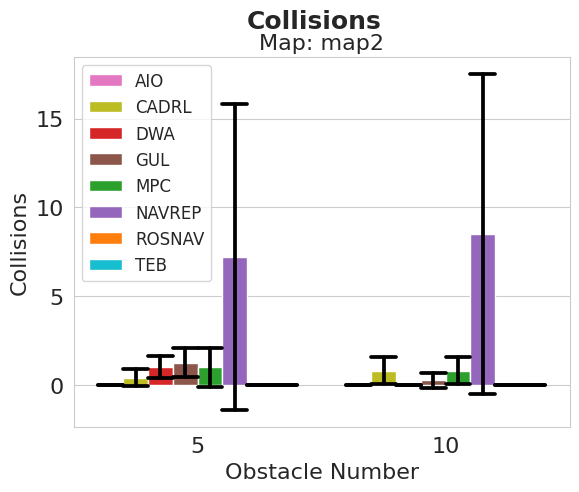 Collisions
Map: map2
Collisions
15
10
5
0
AIO
CADRL
DWA
GUL
MPC
NAVREP
ROSNAV
TEB
5
10
Obstacle Number